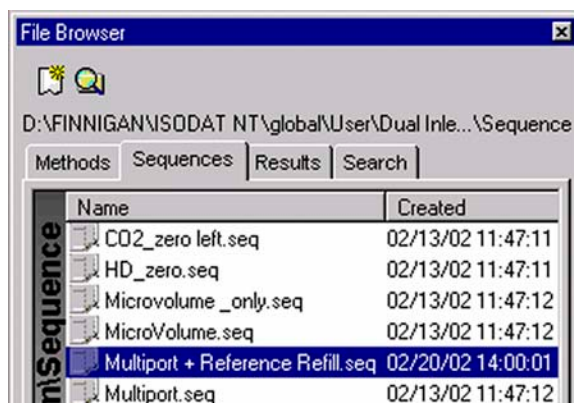 File Browser
D:\FINNIGAN\ISODAT NT\global\User\Dual Inle...\Sequence
Methods Sequences Results Search
Name Created
CO2_zero left.seq 02/13/02 11:47:11
HD_zero.seq 02/13/02 11:47:11
Microvolume _only.seq 02/13/02 11:47:12
MicroVolume.seq 02/13/02 11:47:12
Multiport + Reference Refill.seq 02/20/02 14:00:01
Multiport.seq 02/13/02 11:47:12
n\Sequence